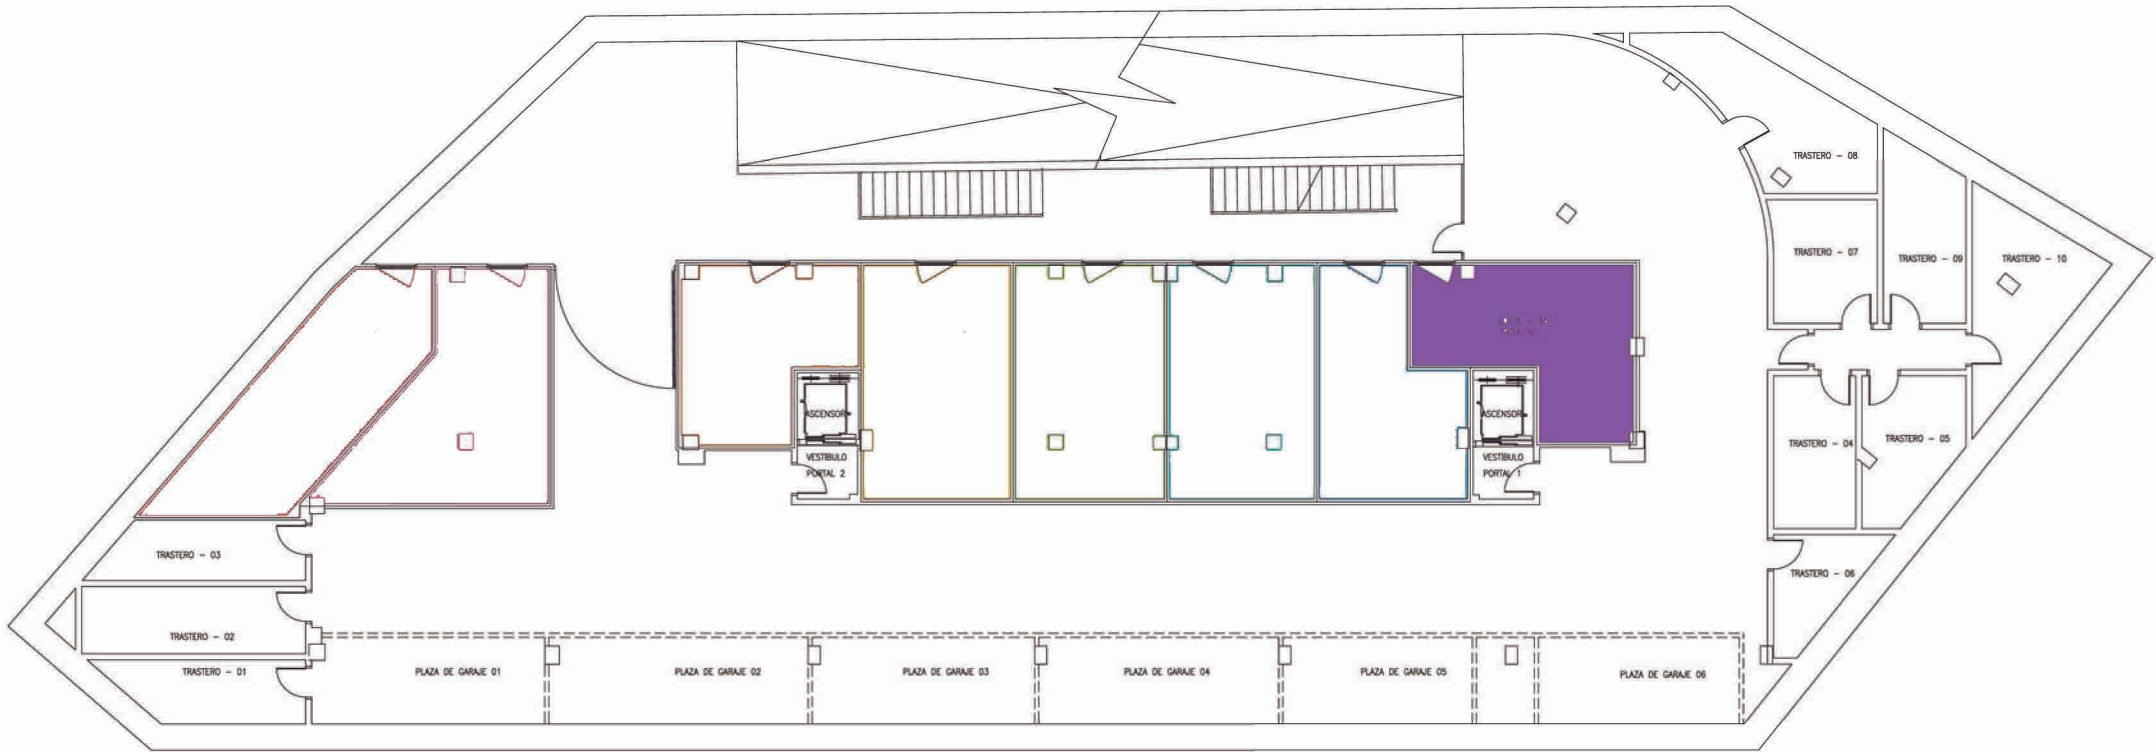 TRASTERO - 08
TRASTERO - 07
TRASTERO - 09
TRASTERO - 10
ASCENSOR
VESTIBULO
PORTAL 2
ASCENSOR
VESTIBULO
PORTAL 1
TRASTERO - 04
TRASTERO - 05
TRASTERO - 03
TRASTERO - 06
TRASTERO - 02
TRASTERO - 01
PLAZA DE GARAJE 01
PLAZA DE GARAJE 02
PLAZA DE GARAJE 03
PLAZA DE GARAJE 04
PLAZA DE GARAJE 05
PLAZA DE GARAJE 06